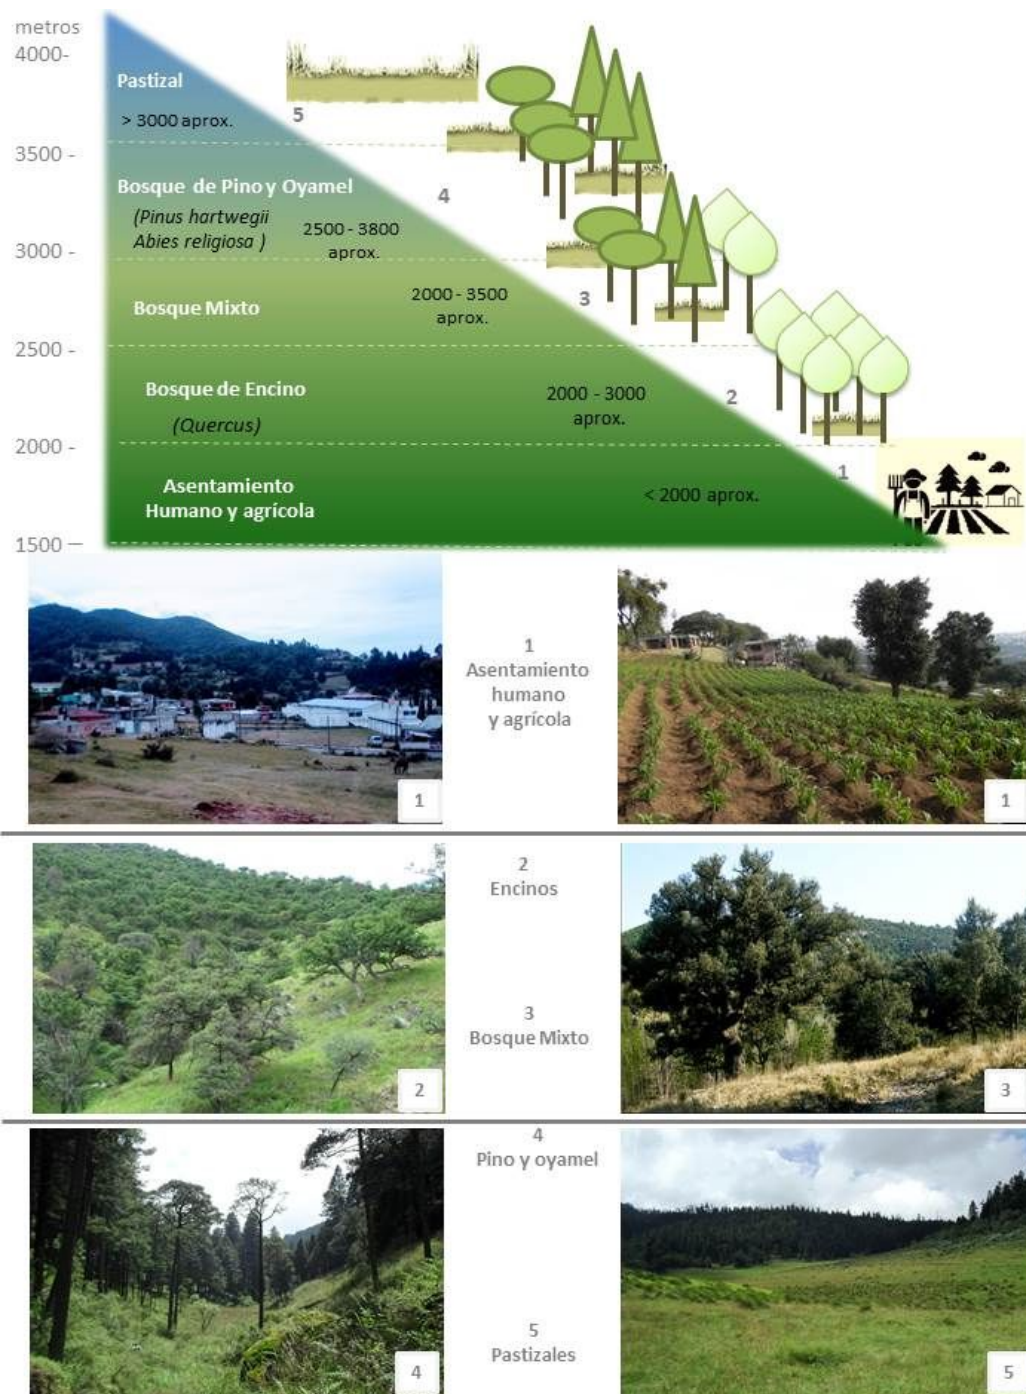 metros
4000-
Pastizal
> 3000 aprox.
5
3500 -
Bosque de Pino y Oyamel
4
(Pinus hartwegii
Abies religiosa )
2500 - 3800
aprox.
3000 -
Bosque Mixto
2000 - 3500
aprox.
3
2500 -
Bosque de Encino
(Quercus)
2000 - 3000
aprox.
2
2000 -
Asentamiento
Humano y agrícola
< 2000 aprox.
1
1500 —
1
Asentamiento
humano
y agrícola
1
1
2
Encinos
3
Bosque Mixto
2
3
4
Pino y oyamel
5
Pastizales
4
5